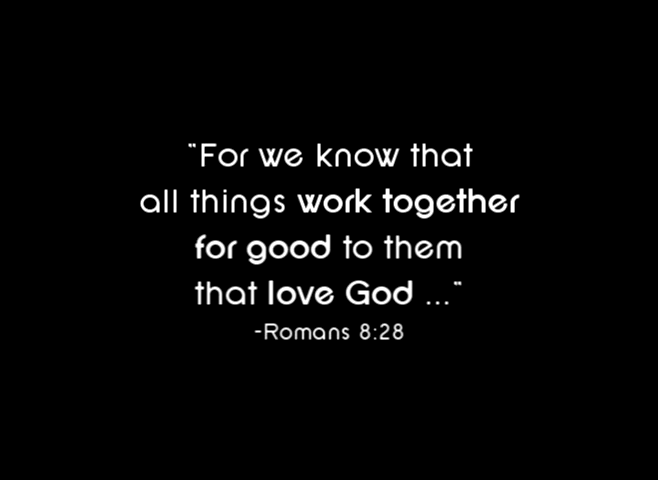 "For we know that
all things work together
for good to them
that love God ..."
-Romans 8:28